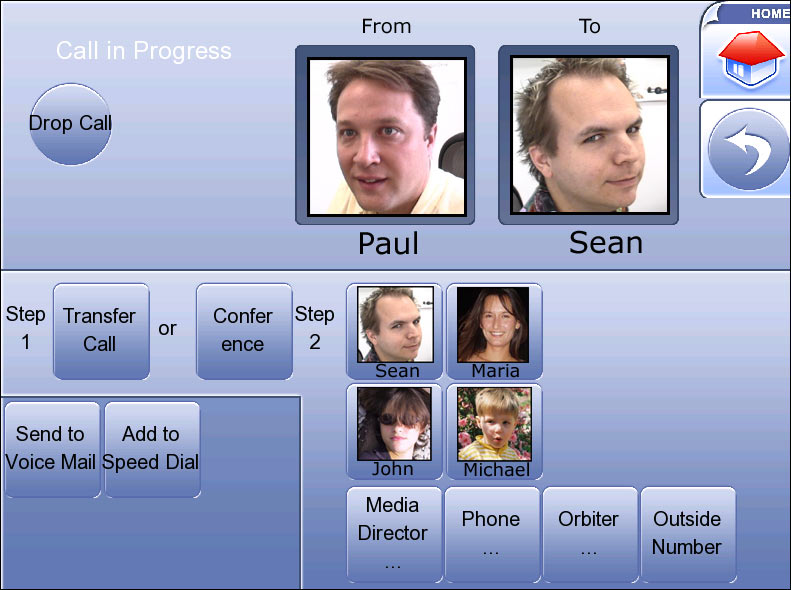 From
To
HOME
Call in Progress
Drop Call
Paul
Sean
Step
1
Transfer
Call
or
Confer
ence
Step
2
Sean
Maria
John
Michael
Send to
Voice Mail
Add to
Speed Dial
Media
Director
...
Phone
...
Orbiter
...
Outside
Number